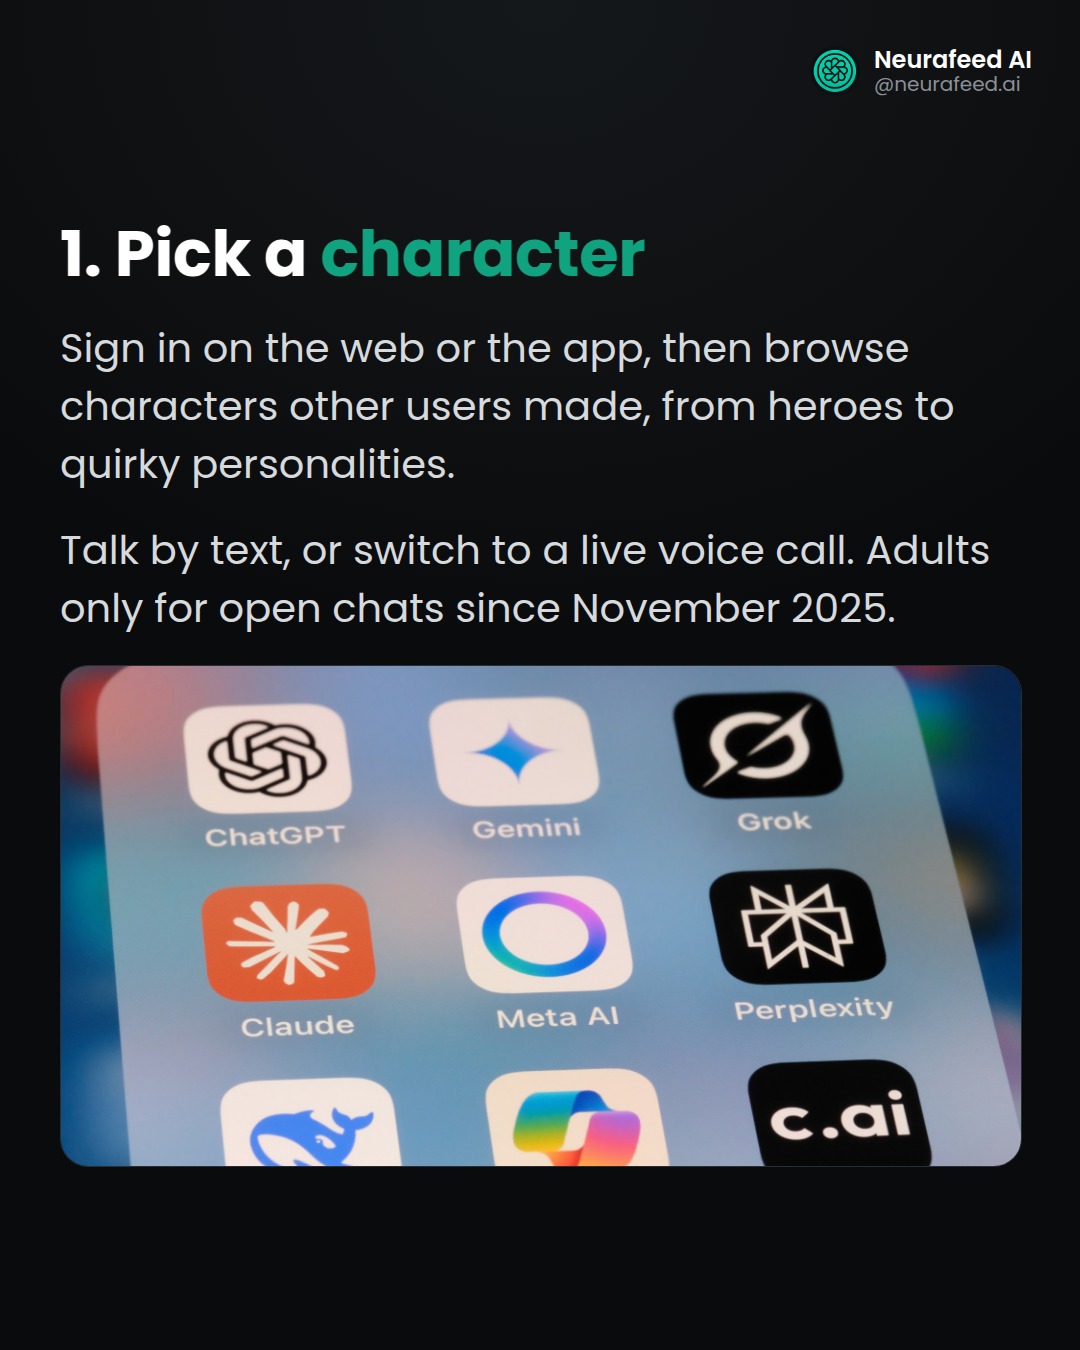 Neurafeed AI
@neurafeed.ai
1. Pick a character
Sign in on the web or the app, then browse
characters other users made, from heroes to
quirky personalities.
Talk by text, or switch to a live voice call. Adults
only for open chats since November 2025.
ChatGPT
Gemini
Grok
Claude
Meta AI
Perplexity
c.ai